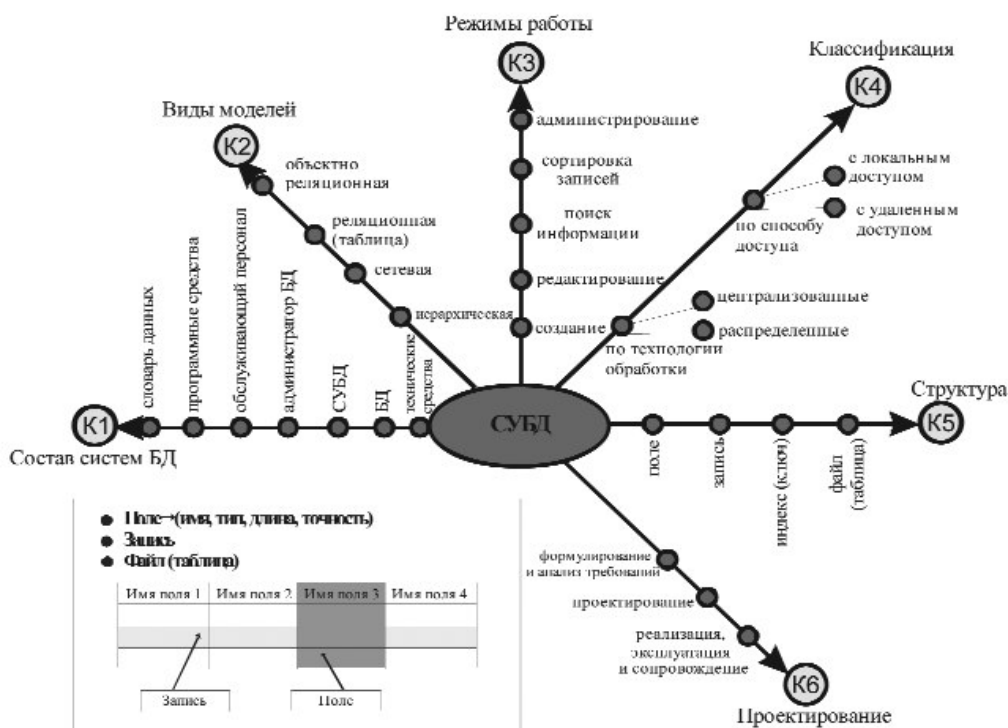 Режимы работы
К3
Классификация
К4
Виды моделей
К2
администрирование
объектно
реляционная
сортировка
записей
с локальным
доступом
поиск
информации
по способу
доступа
с удаленным
доступом
реляционная
(таблица)
сетевая
редактирование
централизованные
иерархическая
создание
распределенные
по технологии
обработки
словарь данных
программные средства
обслуживающий персонал
администратор БД
СУБД
БД
технические
средства
К1
Состав систем БД
СУБД
Структура
К5
поле
запись
индекс (ключ)
файл
(таблица)
Поле→(имя, тип, длина, точность)
Запись
Файл (таблица)
Имя поля 1
Имя поля 2
Имя поля 3
Имя поля 4
Запись
Поле
формулирование
и анализ требований
проектирование
реализация,
эксплуатация
и сопровождение
К6
Проектирование